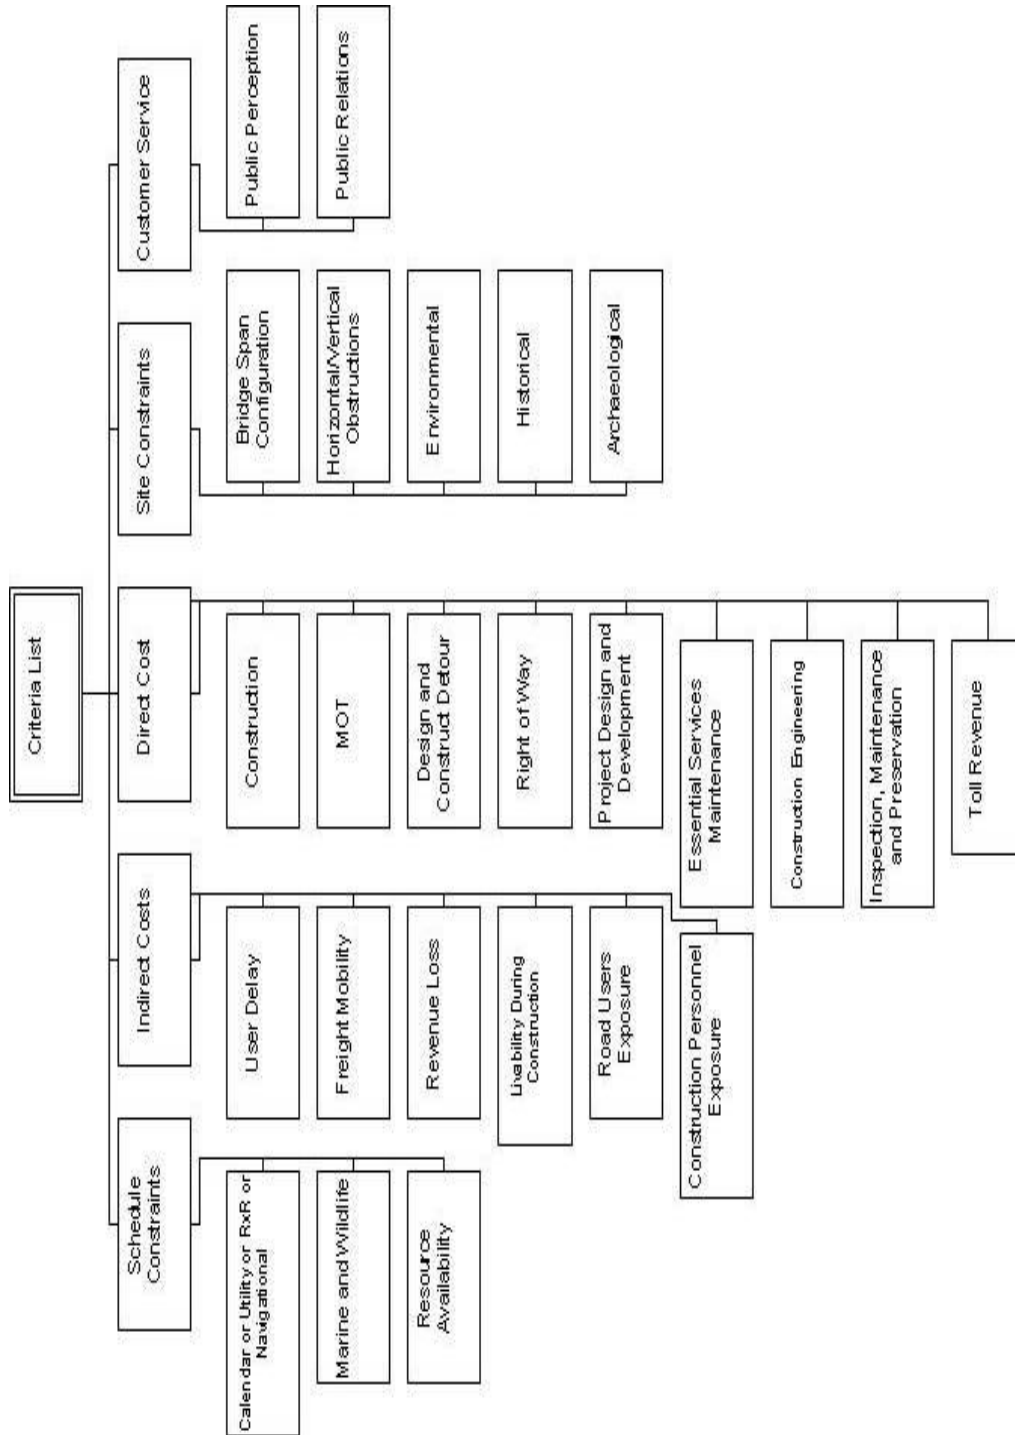 Criteria List
Schedule
Constraints
Indirect Costs
Direct Cost
Site Constraints
Customer Service
Calendar or Utility or RxR or
Navigational
Marine and Wildlife
Resource
Availability
User Delay
Freight Mobility
Revenue Loss
Livability During
Construction
Road Users
Exposure
Construction Personnel
Exposure
Construction
MOT
Design and
Construct Detour
Right of Way
Project Design and
Development
Essential Services
Maintenance
Construction Engineering
Inspection, Maintenance
and Preservation
Toll Revenue
Bridge Span
Configuration
Horizontal/Vertical
Obstructions
Environmental
Historical
Archaeological
Public Perception
Public Relations